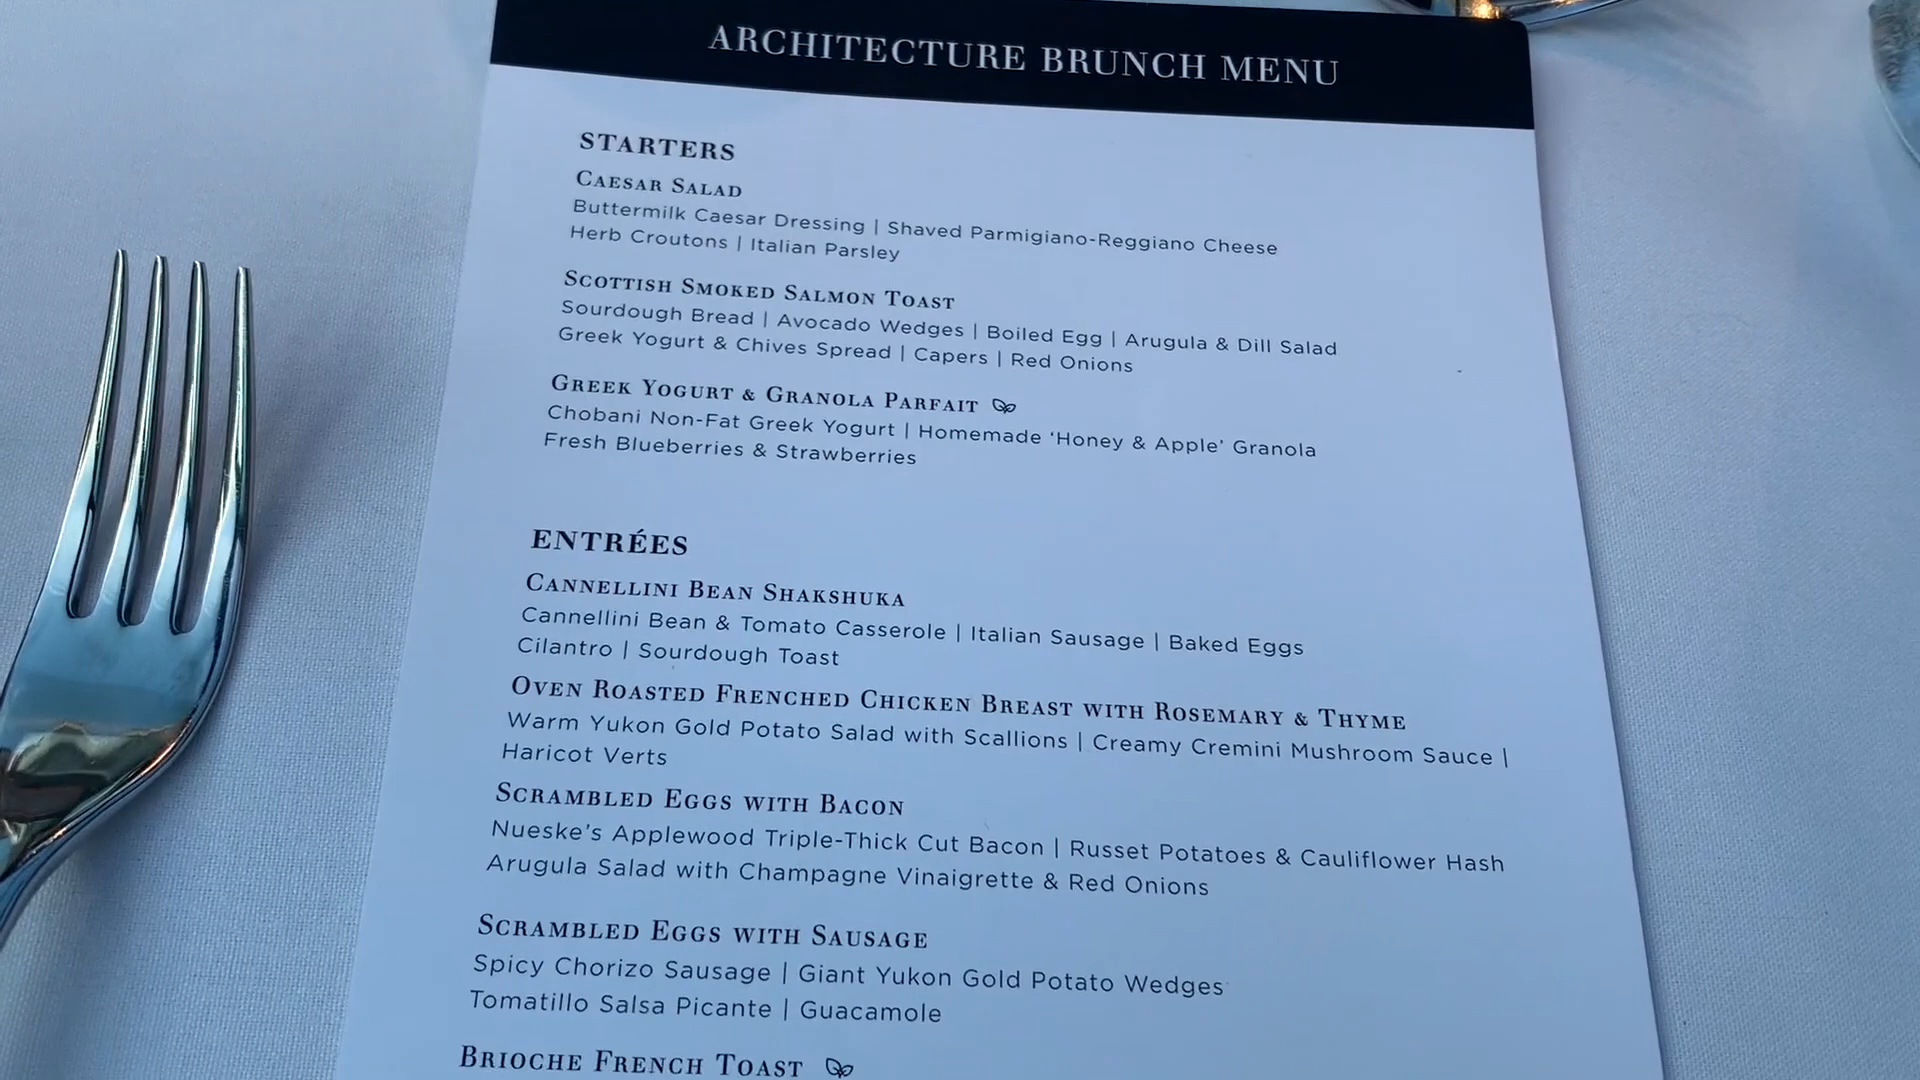 ARCHITECTURE BRUNCH MENU
STARTERS
CAESAR SALAD
Buttermilk Caesar Dressing | Shaved Parmigiano-Reggiano Cheese
Herb Croutons | Italian Parsley
SCOTTISH SMOKED SALMON TOAST
Sourdough Bread | Avocado Wedges | Boiled Egg | Arugula & Dill Salad
Greek Yogurt & Chives Spread | Capers | Red Onions
GREEK YOGURT & GRANOLA PARFAIT
Chobani Non-Fat Greek Yogurt | Homemade ‘Honey & Apple’ Granola
Fresh Blueberries & Strawberries
ENTRÉES
CANNELLINI BEAN SHAKSHUKA
Cannellini Bean & Tomato Casserole | Italian Sausage | Baked Eggs
Cilantro | Sourdough Toast
OVEN ROASTED FRENCHED CHICKEN BREAST WITH ROSEMARY & THYME
Warm Yukon Gold Potato Salad with Scallions | Creamy Cremini Mushroom Sauce |
Haricot Verts
SCRAMBLED EGGS WITH BACON
Nueske’s Applewood Triple-Thick Cut Bacon | Russet Potatoes & Cauliflower Hash
Arugula Salad with Champagne Vinaigrette & Red Onions
SCRAMBLED EGGS WITH SAUSAGE
Spicy Chorizo Sausage | Giant Yukon Gold Potato Wedges
Tomatillo Salsa Picante | Guacamole
BRIOCHE FRENCH TOAST